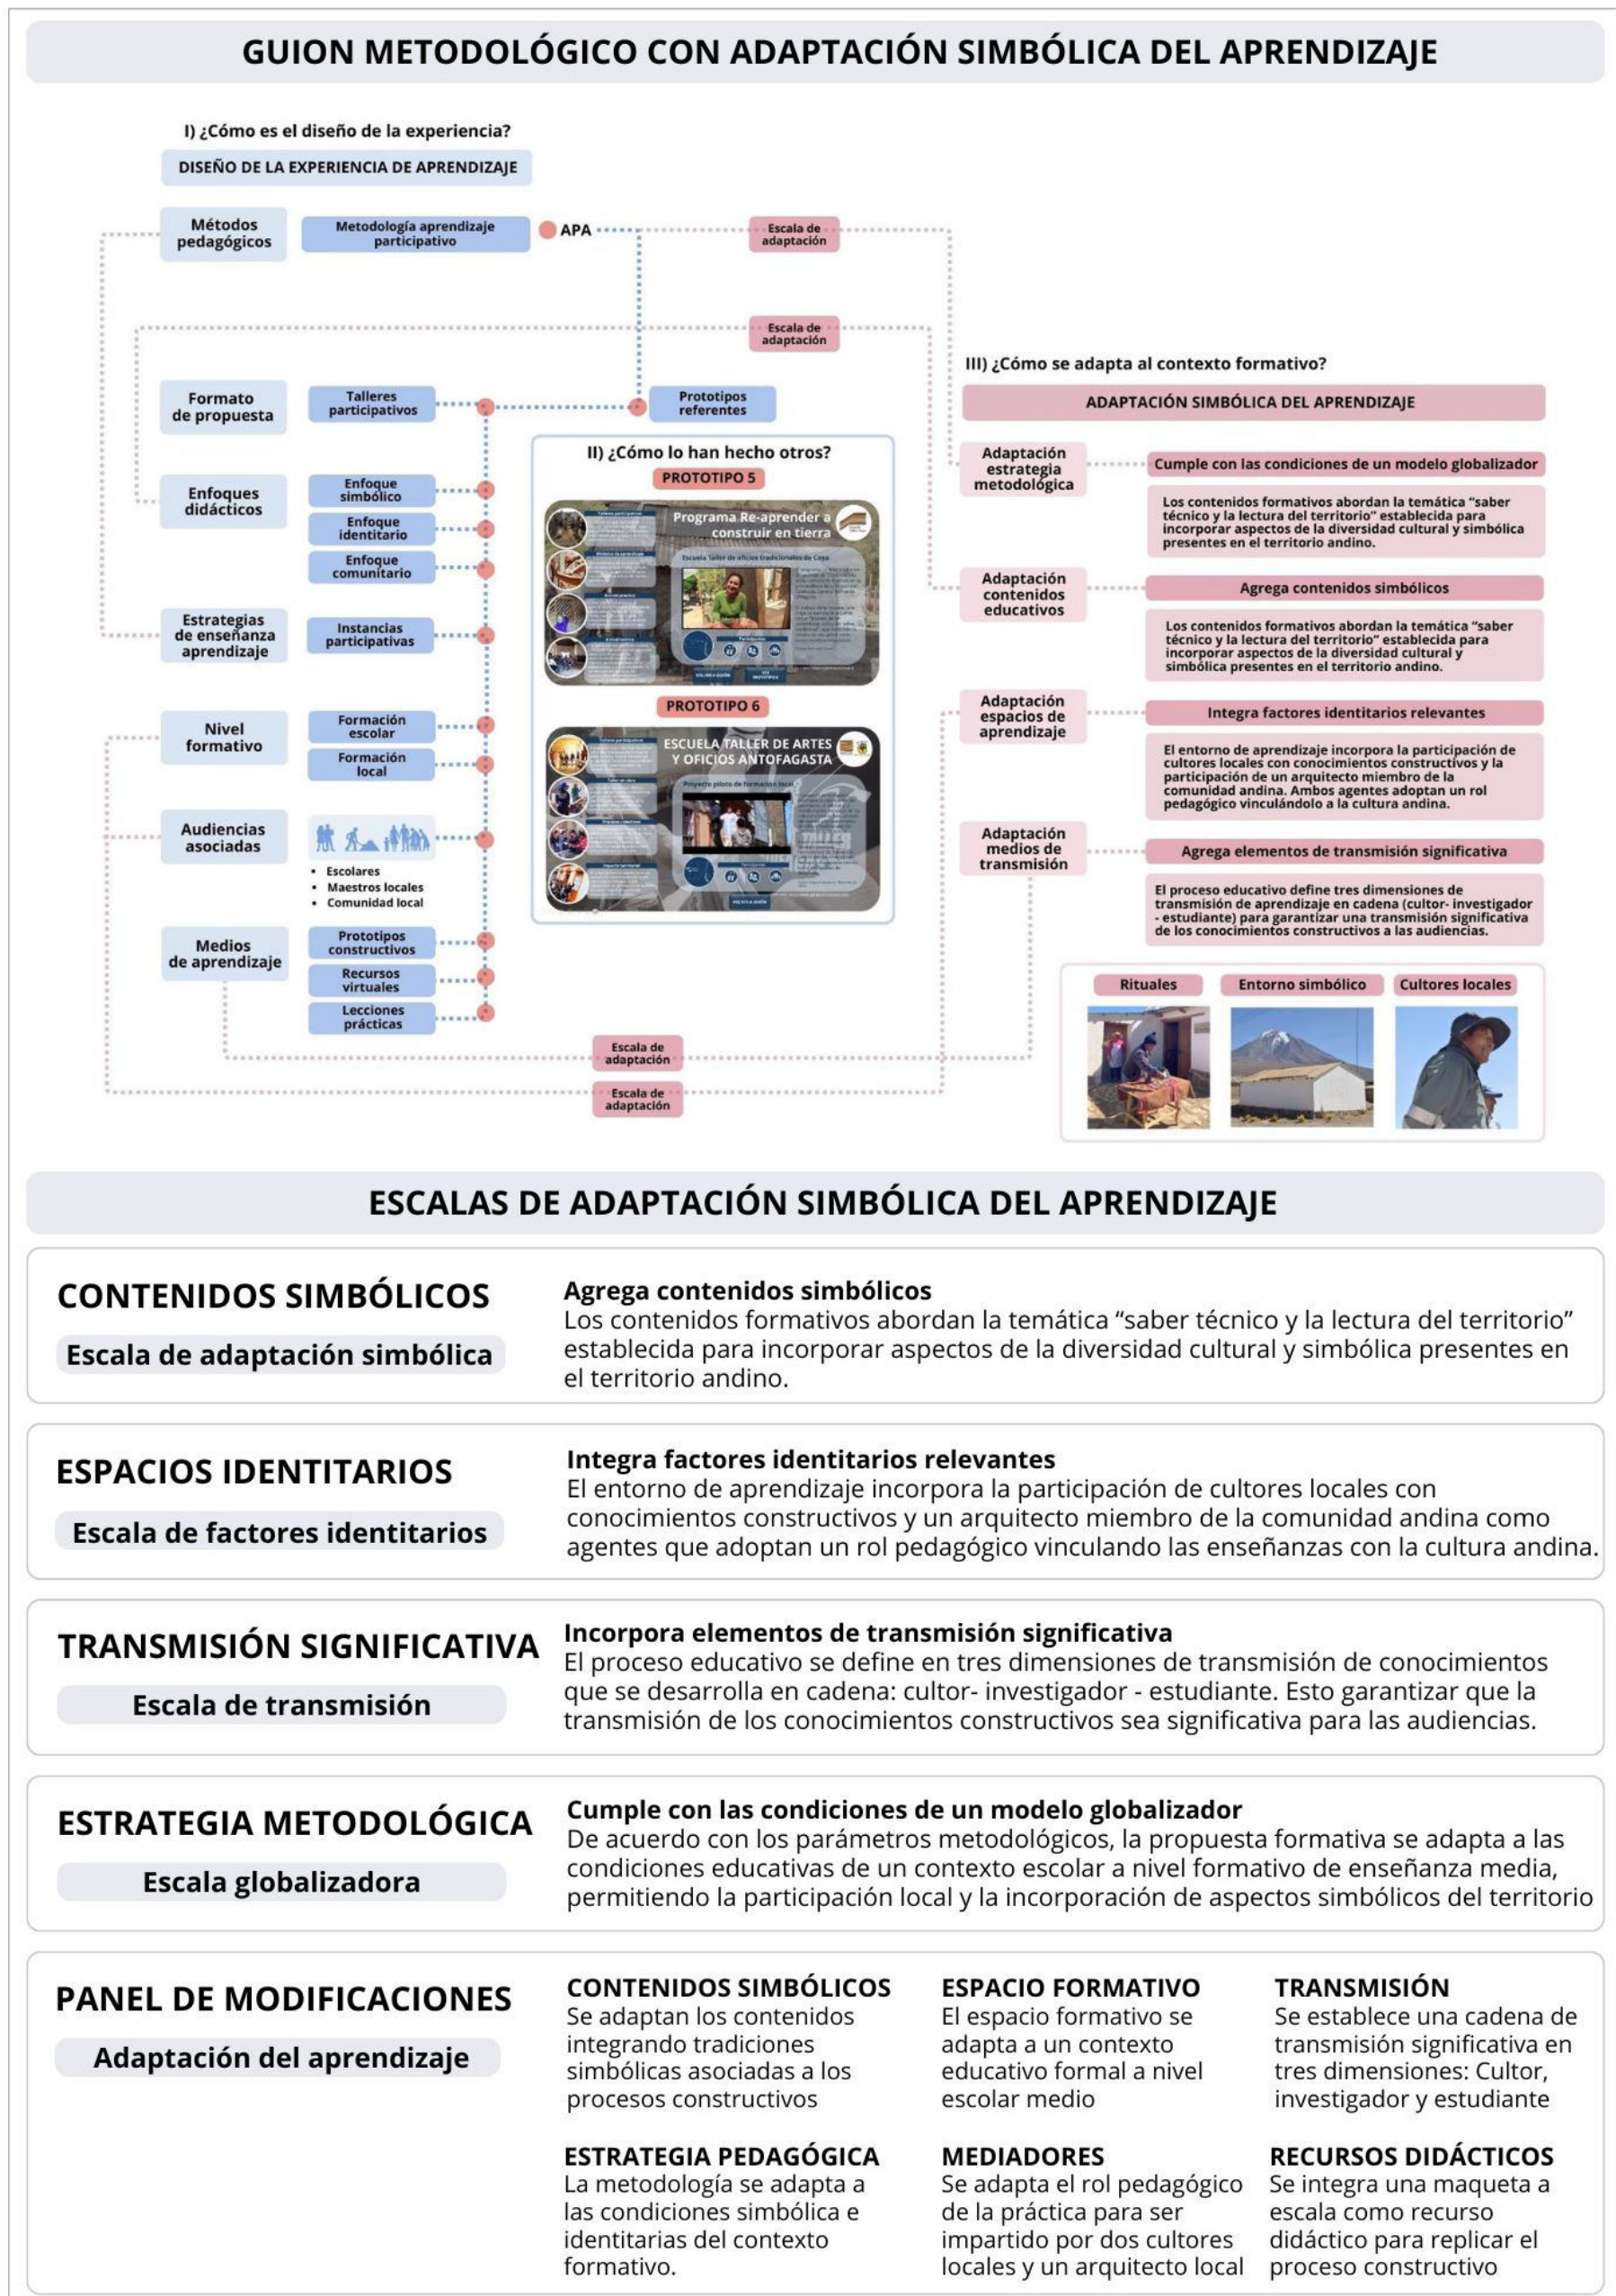 GUION METODOLÓGICO CON ADAPTACIÓN SIMBÓLICA DEL APRENDIZAJE
I) ¿Cómo es el diseño de la experiencia?
DISEÑO DE LA EXPERIENCIA DE APRENDIZAJE
Métodos
pedagógicos
Metodología aprendizaje
participativo
APA
Escala de
adaptación
Escala de
adaptación
Formato
de propuesta
Talleres
participativos
Prototipos
referentes
Enfoques
didácticos
Enfoque
simbólico
Enfoque
identitario
Enfoque
comunitario
Estrategias
de enseñanza
aprendizaje
Instancias
participativas
Nivel
formativo
Formación
escolar
Formación
local
Audiencias
asociadas
• Escolares
• Maestros locales
• Comunidad local
Medios
de aprendizaje
Prototipos
constructivos
Recursos
virtuales
Lecciones
prácticas
Escala de
adaptación
Escala de
adaptación
II) ¿Cómo lo han hecho otros?
PROTOTIPO 5
Programa Re-aprender a
construir en tierra
Escuela Taller de oficios tradicionales de Copa
PROTOTIPO 6
ESCUELA TALLER DE ARTES
Y OFICIOS ANTOFAGASTA
Proyecto piloto de formación local
III) ¿Cómo se adapta al contexto formativo?
ADAPTACIÓN SIMBÓLICA DEL APRENDIZAJE
Adaptación
estrategia
metodológica
Cumple con las condiciones de un modelo globalizador
Los contenidos formativos abordan la temática “saber
técnico y la lectura del territorio” establecida para
incorporar aspectos de la diversidad cultural y simbólica
presentes en el territorio andino.
Adaptación
contenidos
educativos
Agrega contenidos simbólicos
Los contenidos formativos abordan la temática “saber
técnico y la lectura del territorio” establecida para
incorporar aspectos de la diversidad cultural y
simbólica presentes en el territorio andino.
Adaptación
espacios de
aprendizaje
Integra factores identitarios relevantes
El entorno de aprendizaje incorpora la participación de
cultores locales con conocimientos constructivos y la
participación de un arquitecto miembro de la
comunidad andina. Ambos agentes adoptan un rol
pedagógico vinculándolo a la cultura andina.
Adaptación
medios de
transmisión
Agrega elementos de transmisión significativa
El proceso educativo define tres dimensiones de
transmisión de aprendizaje en cadena (cultor- investigador
- estudiante) para garantizar una transmisión significativa
de los conocimientos constructivos a las audiencias.
Rituales
Entorno simbólico
Cultores locales
ESCALAS DE ADAPTACIÓN SIMBÓLICA DEL APRENDIZAJE
CONTENIDOS SIMBÓLICOS
Escala de adaptación simbólica
Agrega contenidos simbólicos
Los contenidos formativos abordan la temática “saber técnico y la lectura del territorio”
establecida para incorporar aspectos de la diversidad cultural y simbólica presentes en
el territorio andino.
ESPACIOS IDENTITARIOS
Escala de factores identitarios
Integra factores identitarios relevantes
El entorno de aprendizaje incorpora la participación de cultores locales con
conocimientos constructivos y un arquitecto miembro de la comunidad andina como
agentes que adoptan un rol pedagógico vinculando las enseñanzas con la cultura andina.
TRANSMISIÓN SIGNIFICATIVA
Escala de transmisión
Incorpora elementos de transmisión significativa
El proceso educativo se define en tres dimensiones de transmisión de conocimientos
que se desarrolla en cadena: cultor- investigador - estudiante. Esto garantizar que la
transmisión de los conocimientos constructivos sea significativa para las audiencias.
ESTRATEGIA METODOLÓGICA
Escala globalizadora
Cumple con las condiciones de un modelo globalizador
De acuerdo con los parámetros metodológicos, la propuesta formativa se adapta a las
condiciones educativas de un contexto escolar a nivel formativo de enseñanza media,
permitiendo la participación local y la incorporación de aspectos simbólicos del territorio
PANEL DE MODIFICACIONES
Adaptación del aprendizaje
CONTENIDOS SIMBÓLICOS
Se adaptan los contenidos
integrando tradiciones
simbólicas asociadas a los
procesos constructivos
ESPACIO FORMATIVO
El espacio formativo se
adapta a un contexto
educativo formal a nivel
escolar medio
TRANSMISIÓN
Se establece una cadena de
transmisión significativa en
tres dimensiones: Cultor,
investigador y estudiante
ESTRATEGIA PEDAGÓGICA
La metodología se adapta a
las condiciones simbólica e
identitarias del contexto
formativo.
MEDIADORES
Se adapta el rol pedagógico
de la práctica para ser
impartido por dos cultores
locales y un arquitecto local
RECURSOS DIDÁCTICOS
Se integra una maqueta a
escala como recurso
didáctico para replicar el
proceso constructivo